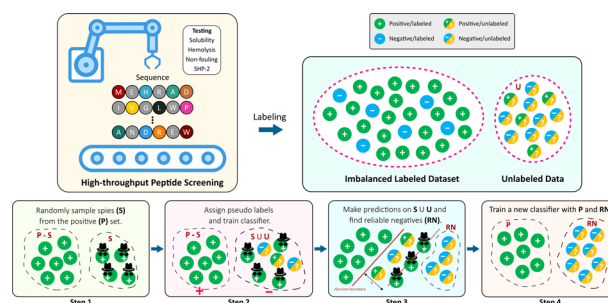 Testing
Solubility
Hemolysis
Non-fouling
SHP-2
Sequence
M E H R A D
I V G L W P
A N D R E W
High-throughput Peptide Screening
Labeling
Positive/labeled
Positive/unlabeled
Negative/labeled
Negative/unlabeled
U
Imbalanced Labeled Dataset
Unlabeled Data
Randomly sample spies (S)
from the positive (P) set.
P - S
S
Step 1
Assign pseudo labels
and train classifier.
P - S
S U U
Step 2
Make predictions on S U U and
find reliable negatives (RN).
RN
decision boundary
Step 3
Train a new classifier with P and RN.
P
RN
Step 4